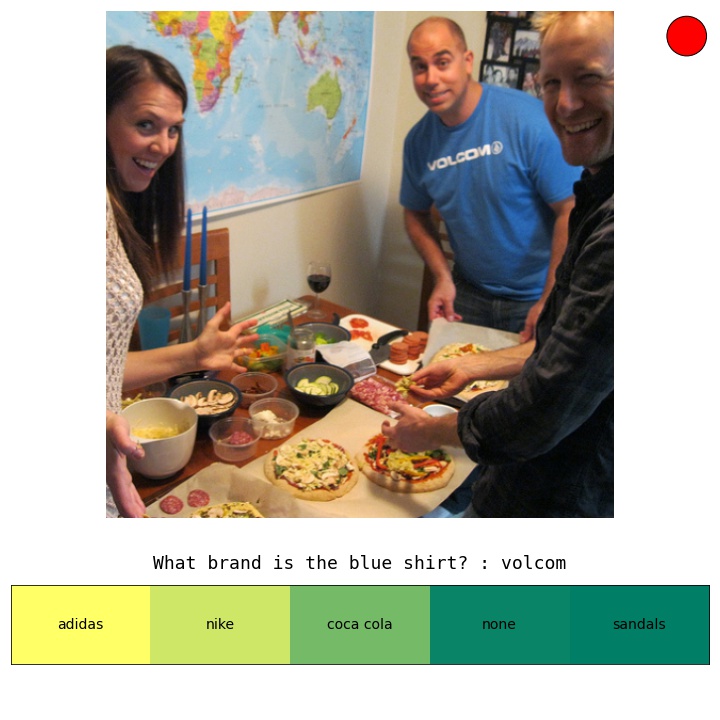 VOLCOM
What brand is the blue shirt? : volcom
adidas
nike
coca cola
none
sandals